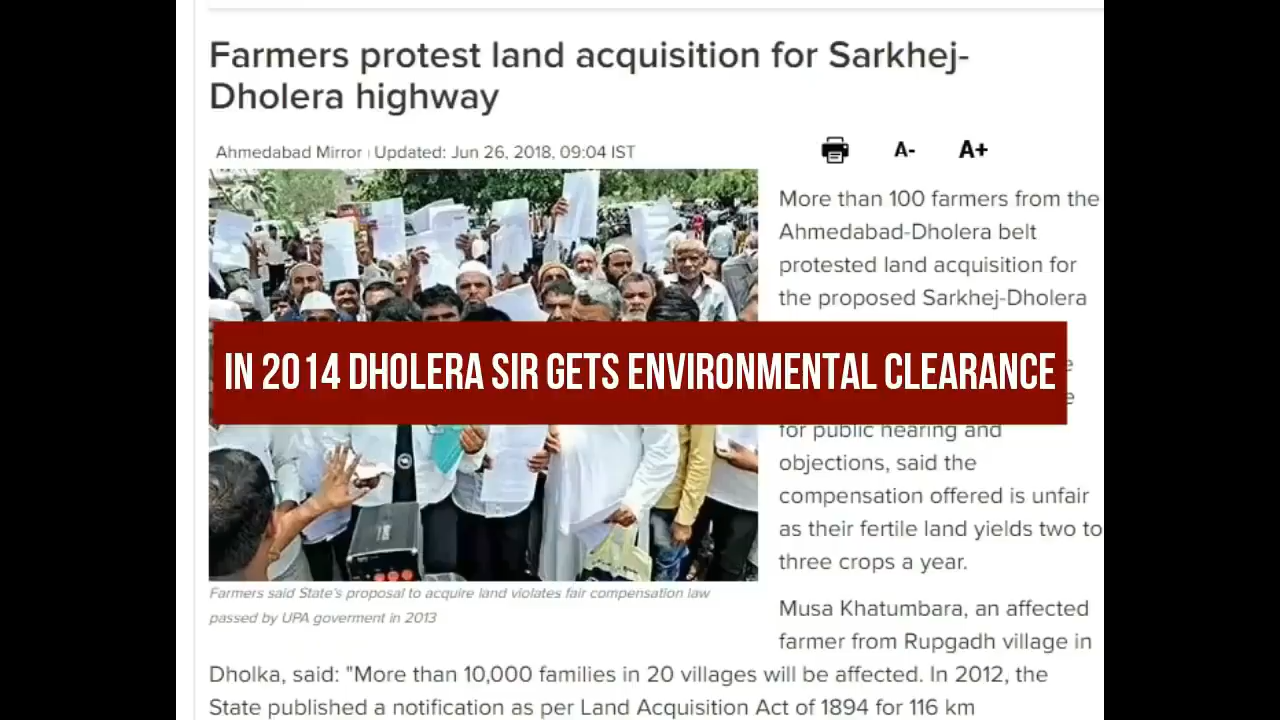 Farmers protest land acquisition for Sarkhej-
Dholera highway
Ahmedabad Mirror | Updated: Jun 26, 2018, 09:04 IST
A- A+
More than 100 farmers from the
Ahmedabad-Dholera belt
protested land acquisition for
the proposed Sarkhej-Dholera
IN 2014 DHOLERA SIR GETS ENVIRONMENTAL CLEARANCE
for public hearing and
objections, said the
compensation offered is unfair
as their fertile land yields two to
three crops a year.
Farmers said State's proposal to acquire land violates fair compensation law
passed by UPA goverment in 2013
Musa Khatumbara, an affected
farmer from Rupgadh village in
Dholka, said: "More than 10,000 families in 20 villages will be affected. In 2012, the
State published a notification as per Land Acquisition Act of 1894 for 116 km